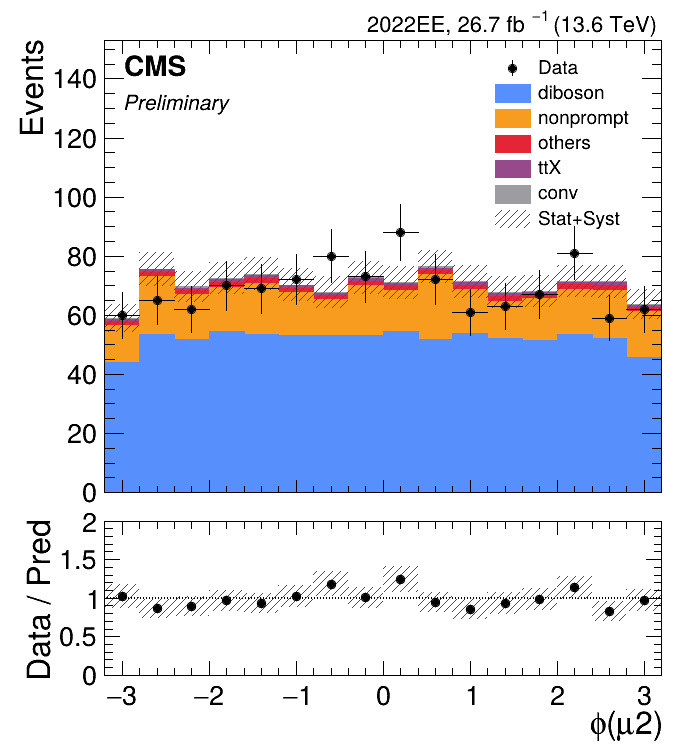 2022EE, 26.7 fb⁻¹ (13.6 TeV)
CMS
Preliminary
Events
140
120
100
80
60
40
20
0
Data
diboson
nonprompt
others
ttX
conv
Stat+Syst
Data / Pred
2
1.5
1
0.5
0
−3 −2 −1 0 1 2 3
ϕ(μ2)